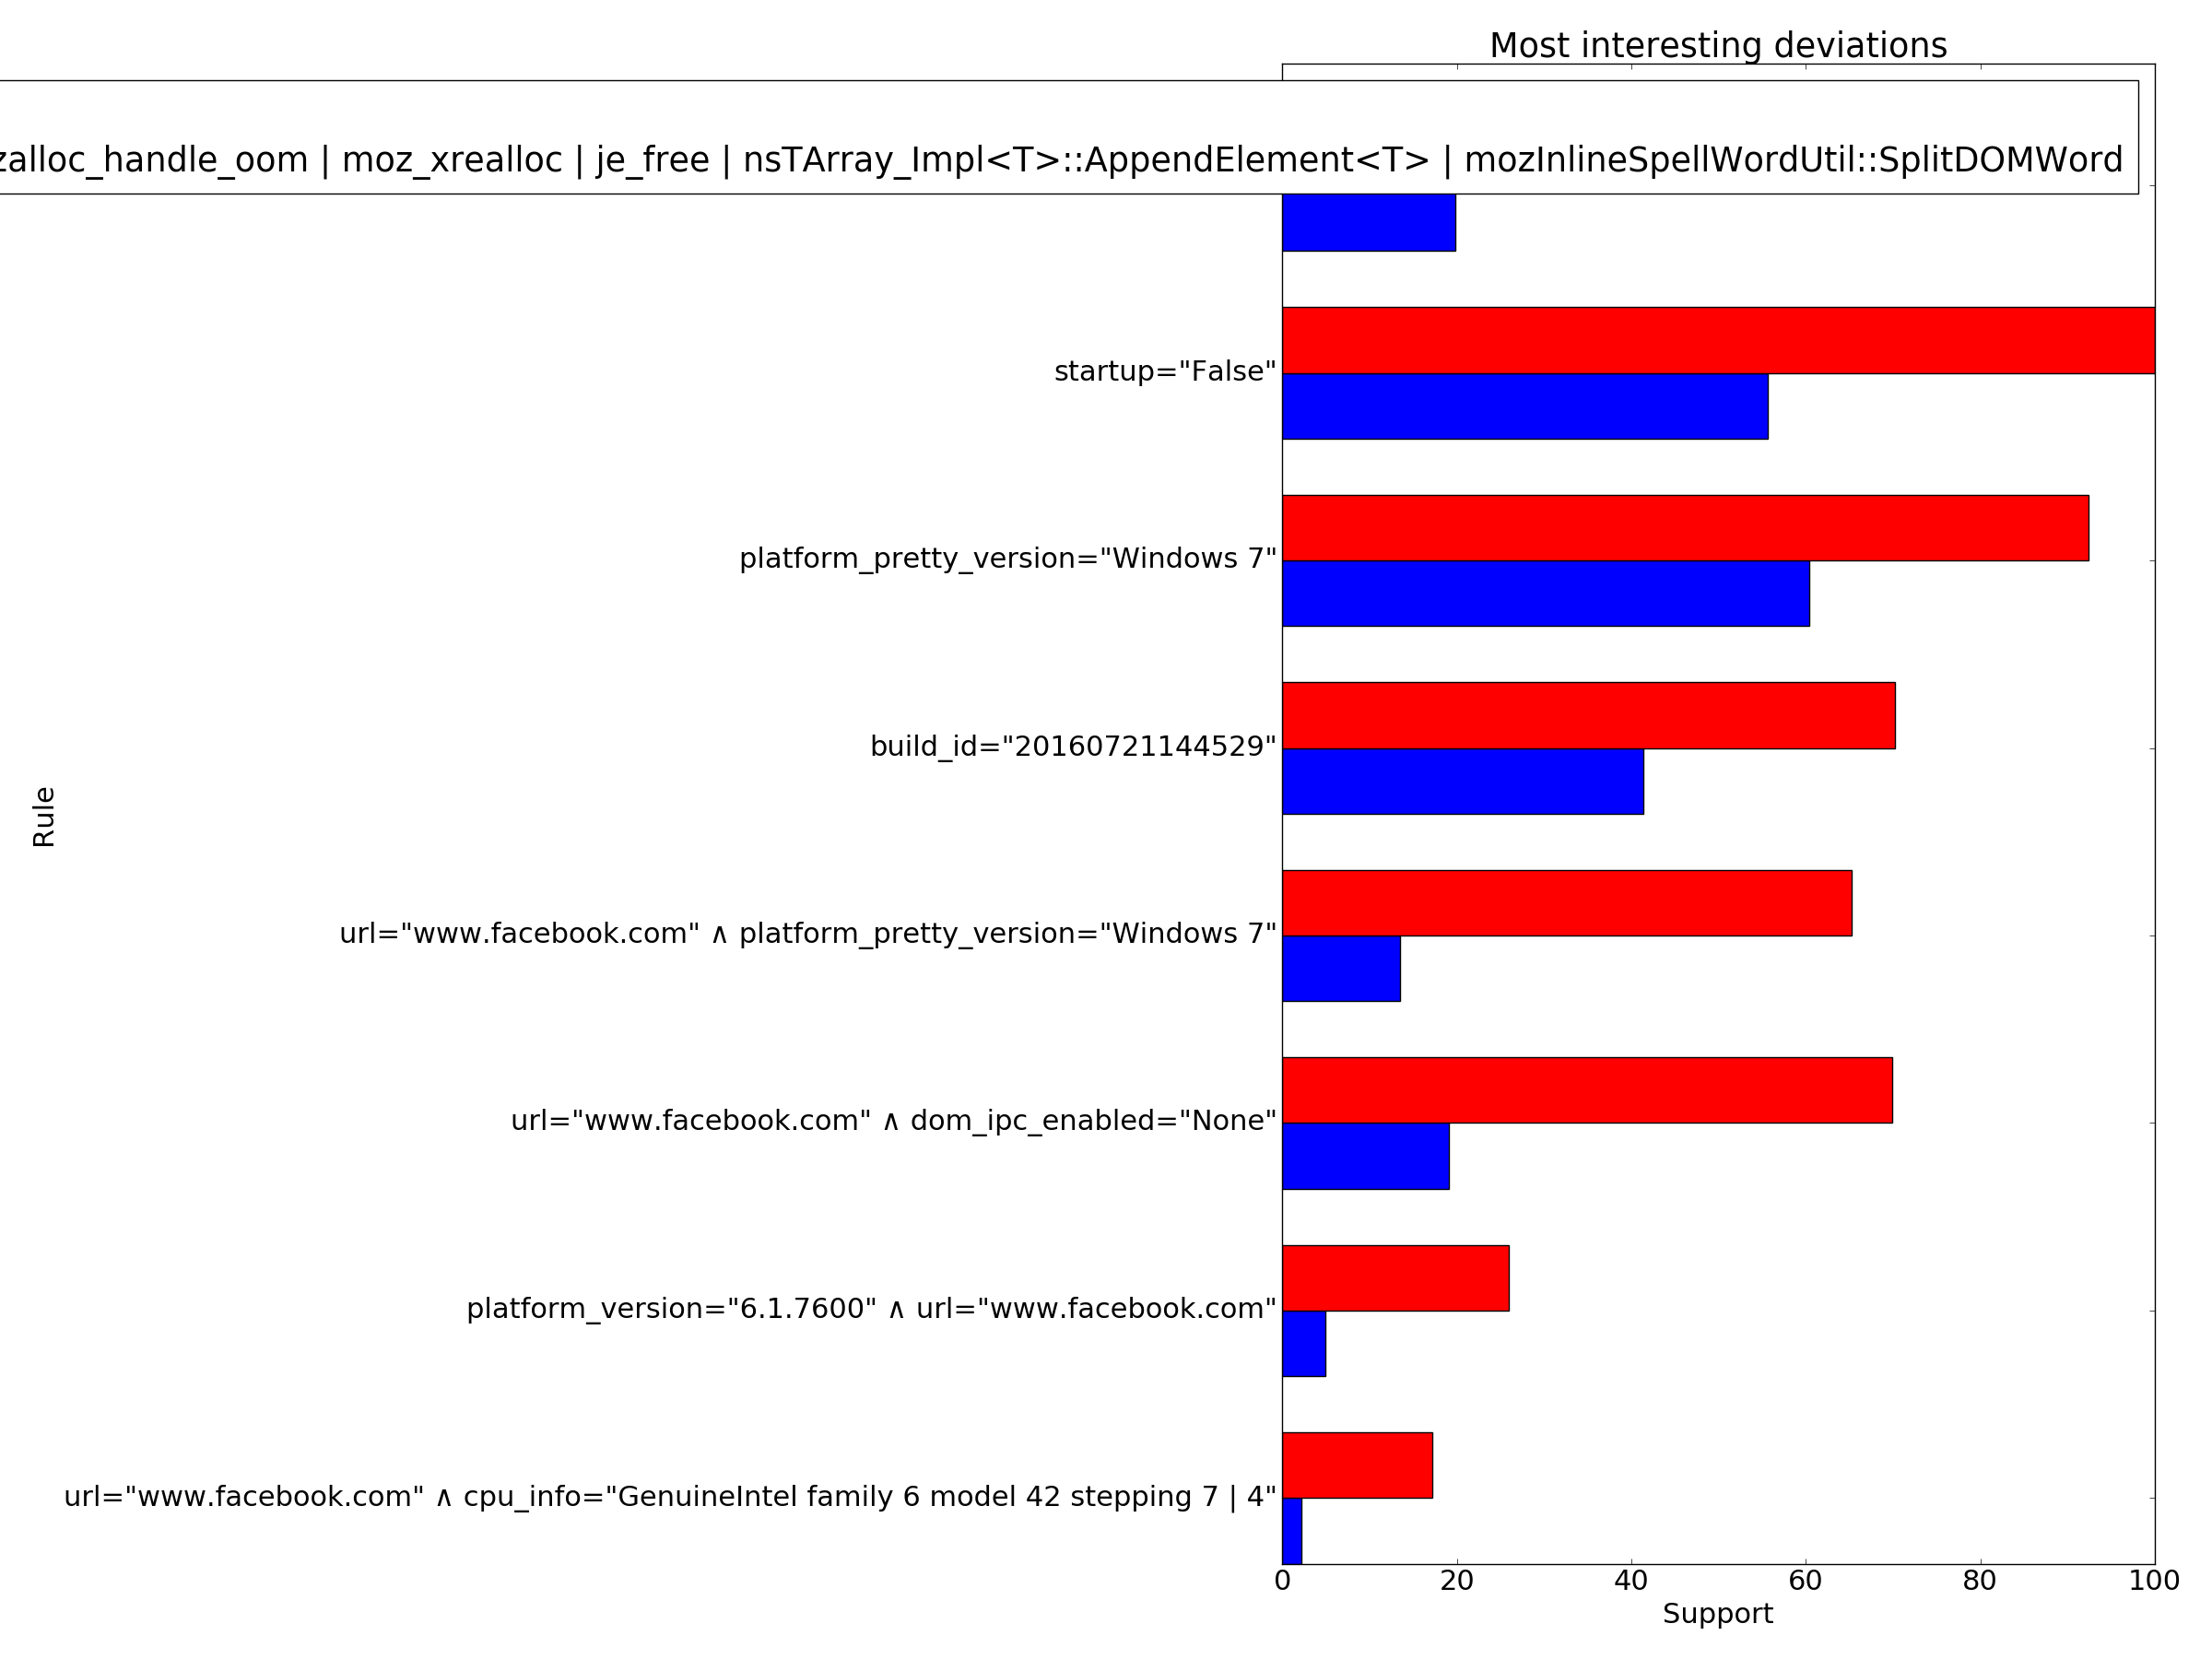 Most interesting deviations
zalloc_handle_oom | moz_xrealloc | je_free | nsTArray_Impl<T>::AppendElement<T> | mozInlineSpellWordUtil::SplitDOMWord
startup="False"
platform_pretty_version="Windows 7"
build_id="20160721144529"
Rule
url="www.facebook.com" ∧ platform_pretty_version="Windows 7"
url="www.facebook.com" ∧ dom_ipc_enabled="None"
platform_version="6.1.7600" ∧ url="www.facebook.com"
url="www.facebook.com" ∧ cpu_info="GenuineIntel family 6 model 42 stepping 7 | 4"
0 20 40 60 80 100
Support